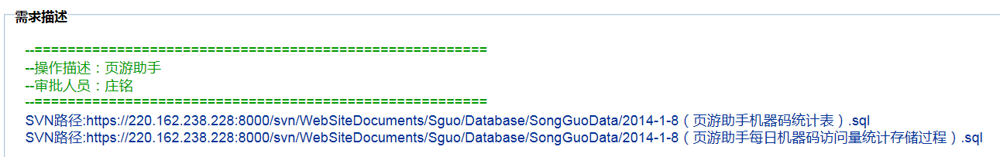 需求描述
--=======================================================
--操作描述：页游助手
--审批人员：庄铭
--=======================================================
SVN路径:https://220.162.238.228:8000/svn/WebSiteDocuments/Sguo/Database/SongGuoData/2014-1-8（页游助手机器码统计表）.sql
SVN路径:https://220.162.238.228:8000/svn/WebSiteDocuments/Sguo/Database/SongGuoData/2014-1-8（页游助手每日机器码访问量统计存储过程）.sql